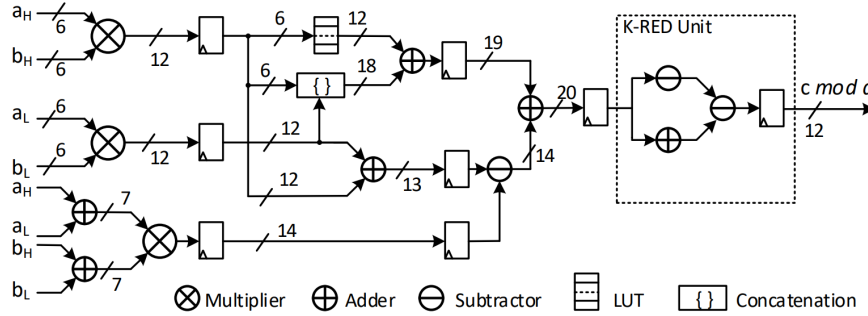 a_H
6
b_H
6
12
6
12
19
K-RED Unit
6
{ }
18
20
c mod q
12
a_L
6
b_L
6
12
12
12
13
14
a_H
a_L
7
b_H
b_L
7
14
Multiplier
Adder
Subtractor
LUT
{ }
Concatenation